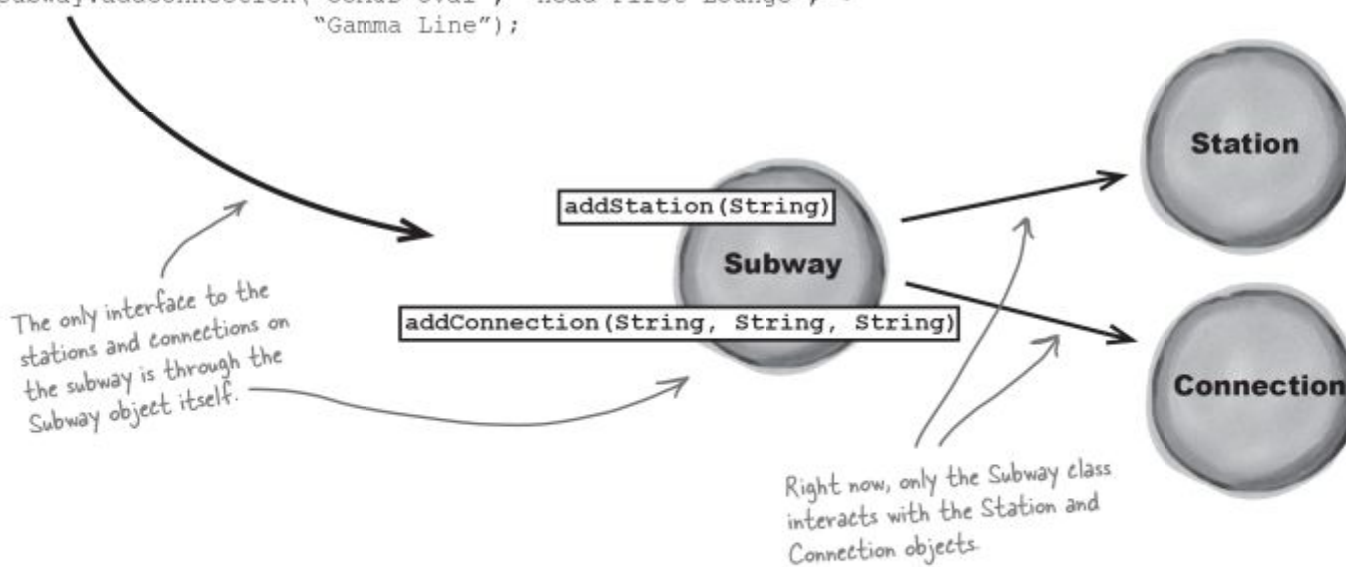 “Gamma Line”);
addStation(String)
Station
Subway
addConnection(String, String, String)
Connection
The only interface to the
stations and connections on
the subway is through the
Subway object itself.
Right now, only the Subway class
interacts with the Station and
Connection objects.